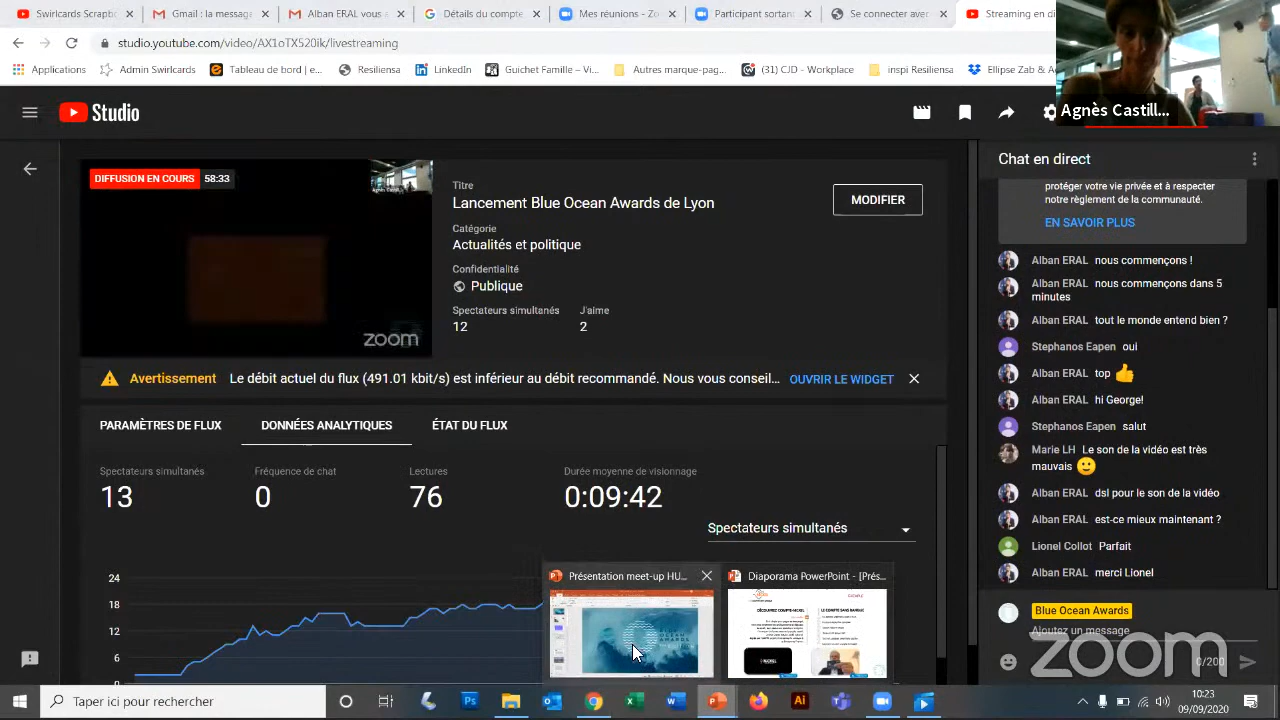 Swirlcards Scrapbo
Gmail : la message
Alban ERAL vous a
Détails du compte
Mes réunions - Zo
Participant sortant
Se connecter avec
Streaming en dir
studio.youtube.com/video/AXbTX520ik/livestreaming
Applications
Admin Swirlcards
Tableau de bord | e...
Resiliensa
LinkedIn
Guichet Famille – Vi...
Autres marque-pag...
(31) CJD - Workplace
inspi Resiliensa
Ellipse Zab &
Agnès Castill...
Studio
DIFFUSION EN COURS 58:33
zoom
Titre
Lancement Blue Ocean Awards de Lyon
MODIFIER
Catégorie
Actualités et politique
Confidentialité
Publique
Spectateurs simultanés J'aime
12 2
Avertissement Le débit actuel du flux (491.01 kbit/s) est inférieur au débit recommandé. Nous vous conseil... OUVRIR LE WIDGET
PARAMÈTRES DE FLUX DONNÉES ANALYTIQUES ÉTAT DU FLUX
Spectateurs simultanés Fréquence de chat Lectures Durée moyenne de visionnage
13 0 76 0:09:42
Spectateurs simultanés
24
18
6
Présentation meet-up HU...
Diaporama PowerPoint - [Prés...
DÉCOUVREZ COMPTE-NICKEL
LE COMPTE SANS BANQUE
NICKEL
Chat en direct
protéger votre vie privée et à respecter
notre règlement de la communauté.
EN SAVOIR PLUS
Alban ERAL nous commençons !
Alban ERAL nous commençons dans 5
minutes
Alban ERAL tout le monde entend bien ?
Stephanos Eapen oui
Alban ERAL top 👍
Alban ERAL hi George!
Stephanos Eapen salut
Marie LH Le son de la vidéo est très
mauvais 🙂
Alban ERAL dsl pour le son de la vidéo
Alban ERAL est-ce mieux maintenant ?
Lionel Collot Parfait
Alban ERAL merci Lionel
Blue Ocean Awards
Ajoutez un message
0/200
zoom
Taper ici pour rechercher
10:23
09/09/2020